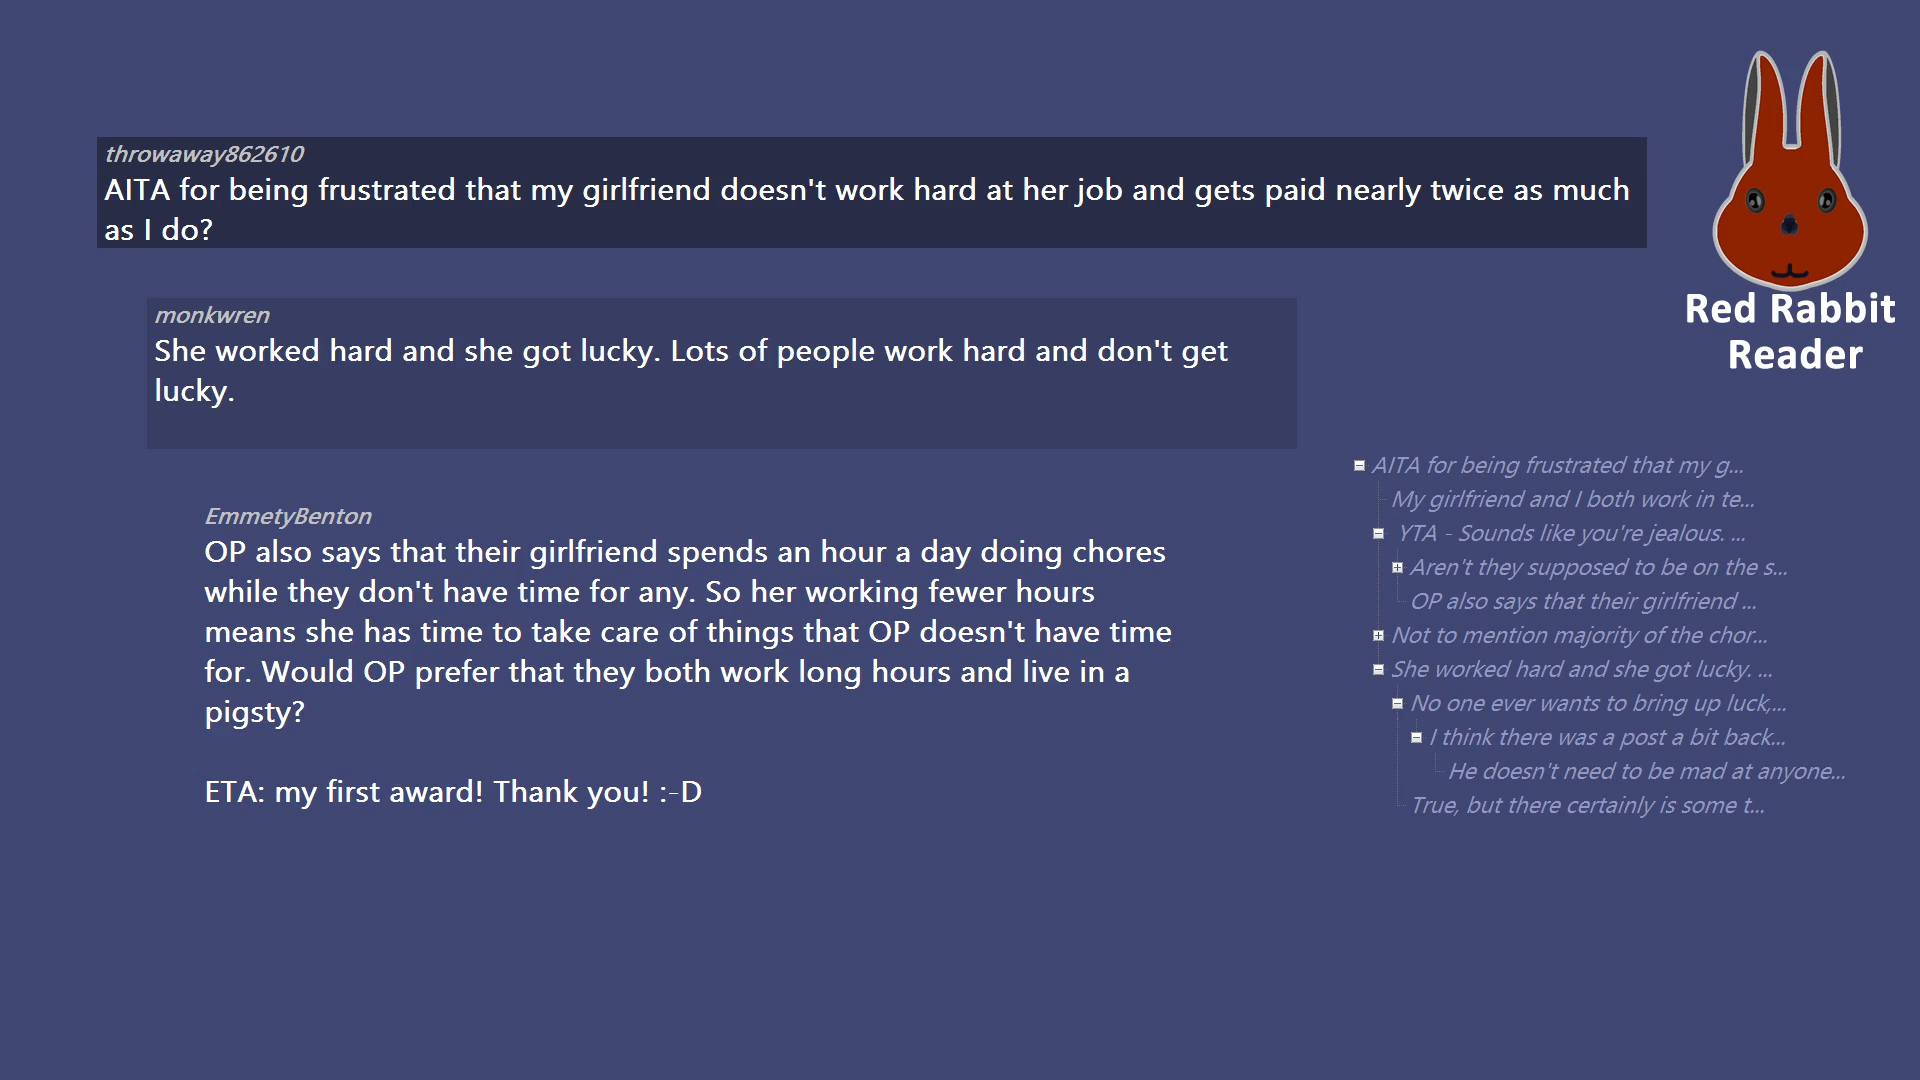 throwaway862610
AITA for being frustrated that my girlfriend doesn't work hard at her job and gets paid nearly twice as much
as I do?
monkwren
She worked hard and she got lucky. Lots of people work hard and don't get
lucky.
EmmetyBenton
OP also says that their girlfriend spends an hour a day doing chores
while they don't have time for any. So her working fewer hours
means she has time to take care of things that OP doesn't have time
for. Would OP prefer that they both work long hours and live in a
pigsty?
ETA: my first award! Thank you! :-D
Red Rabbit
Reader
AITA for being frustrated that my g...
My girlfriend and I both work in te...
YTA - Sounds like you're jealous. ...
Aren't they supposed to be on the s...
OP also says that their girlfriend ...
Not to mention majority of the chor...
She worked hard and she got lucky. ...
No one ever wants to bring up luck,...
I think there was a post a bit back...
He doesn't need to be mad at anyone...
True, but there certainly is some t...